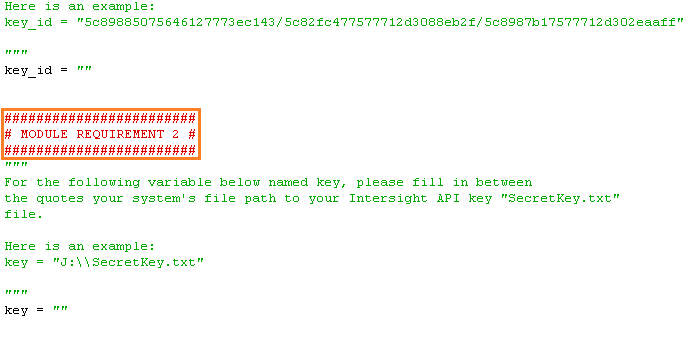 Here is an example:
key_id = "5c89885075646127773ec143/5c82fc477577712d3088eb2f/5c8987b17577712d302eaaff"
"""
key_id = ""
########################
# MODULE REQUIREMENT 2 #
########################
"""
For the following variable below named key, please fill in between
the quotes your system's file path to your Intersight API key "SecretKey.txt"
file.
Here is an example:
key = "J:\\SecretKey.txt"
"""
key = ""